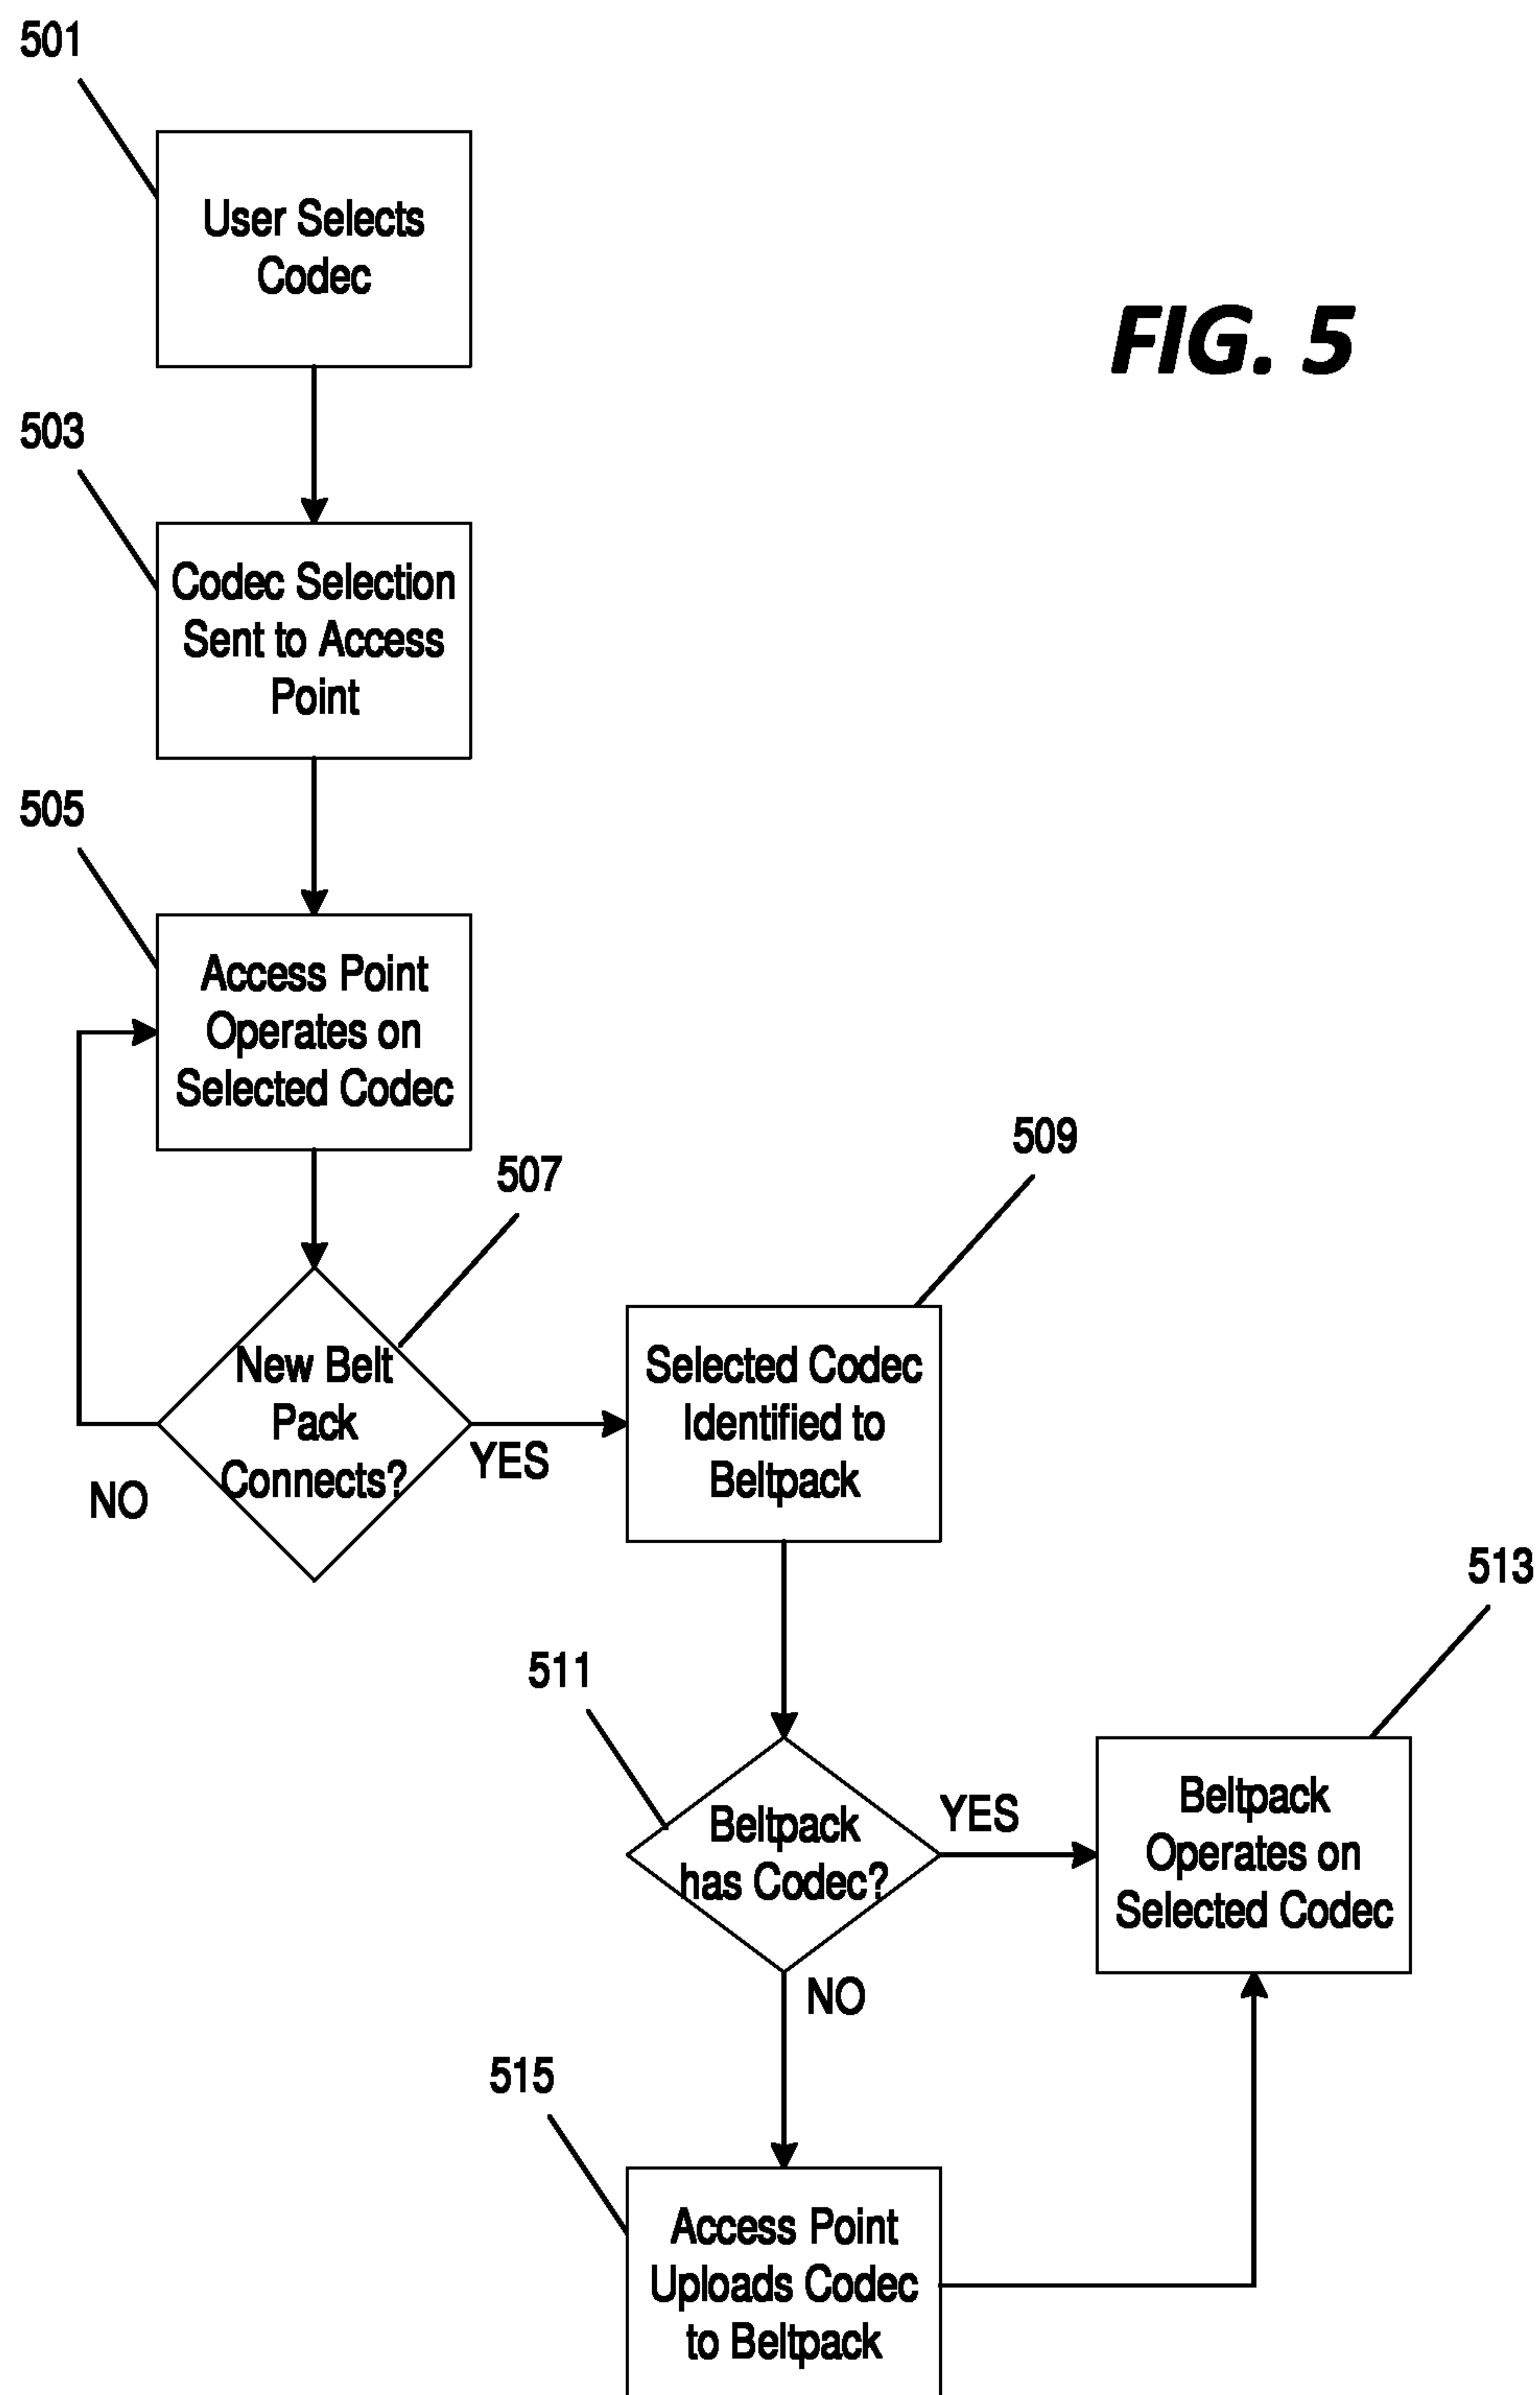 501
User Selects
Codec
FIG. 5
503
Codec Selection
Sent to Access
Point
505
Access Point
Operates on
Selected Codec
507
New Belt
Pack
Connects?
NO
YES
509
Selected Codec
Identified to
Beltpack
511
Beltpack
has Codec?
YES
NO
513
Beltpack
Operates on
Selected Codec
515
Access Point
Uploads Codec
to Beltpack